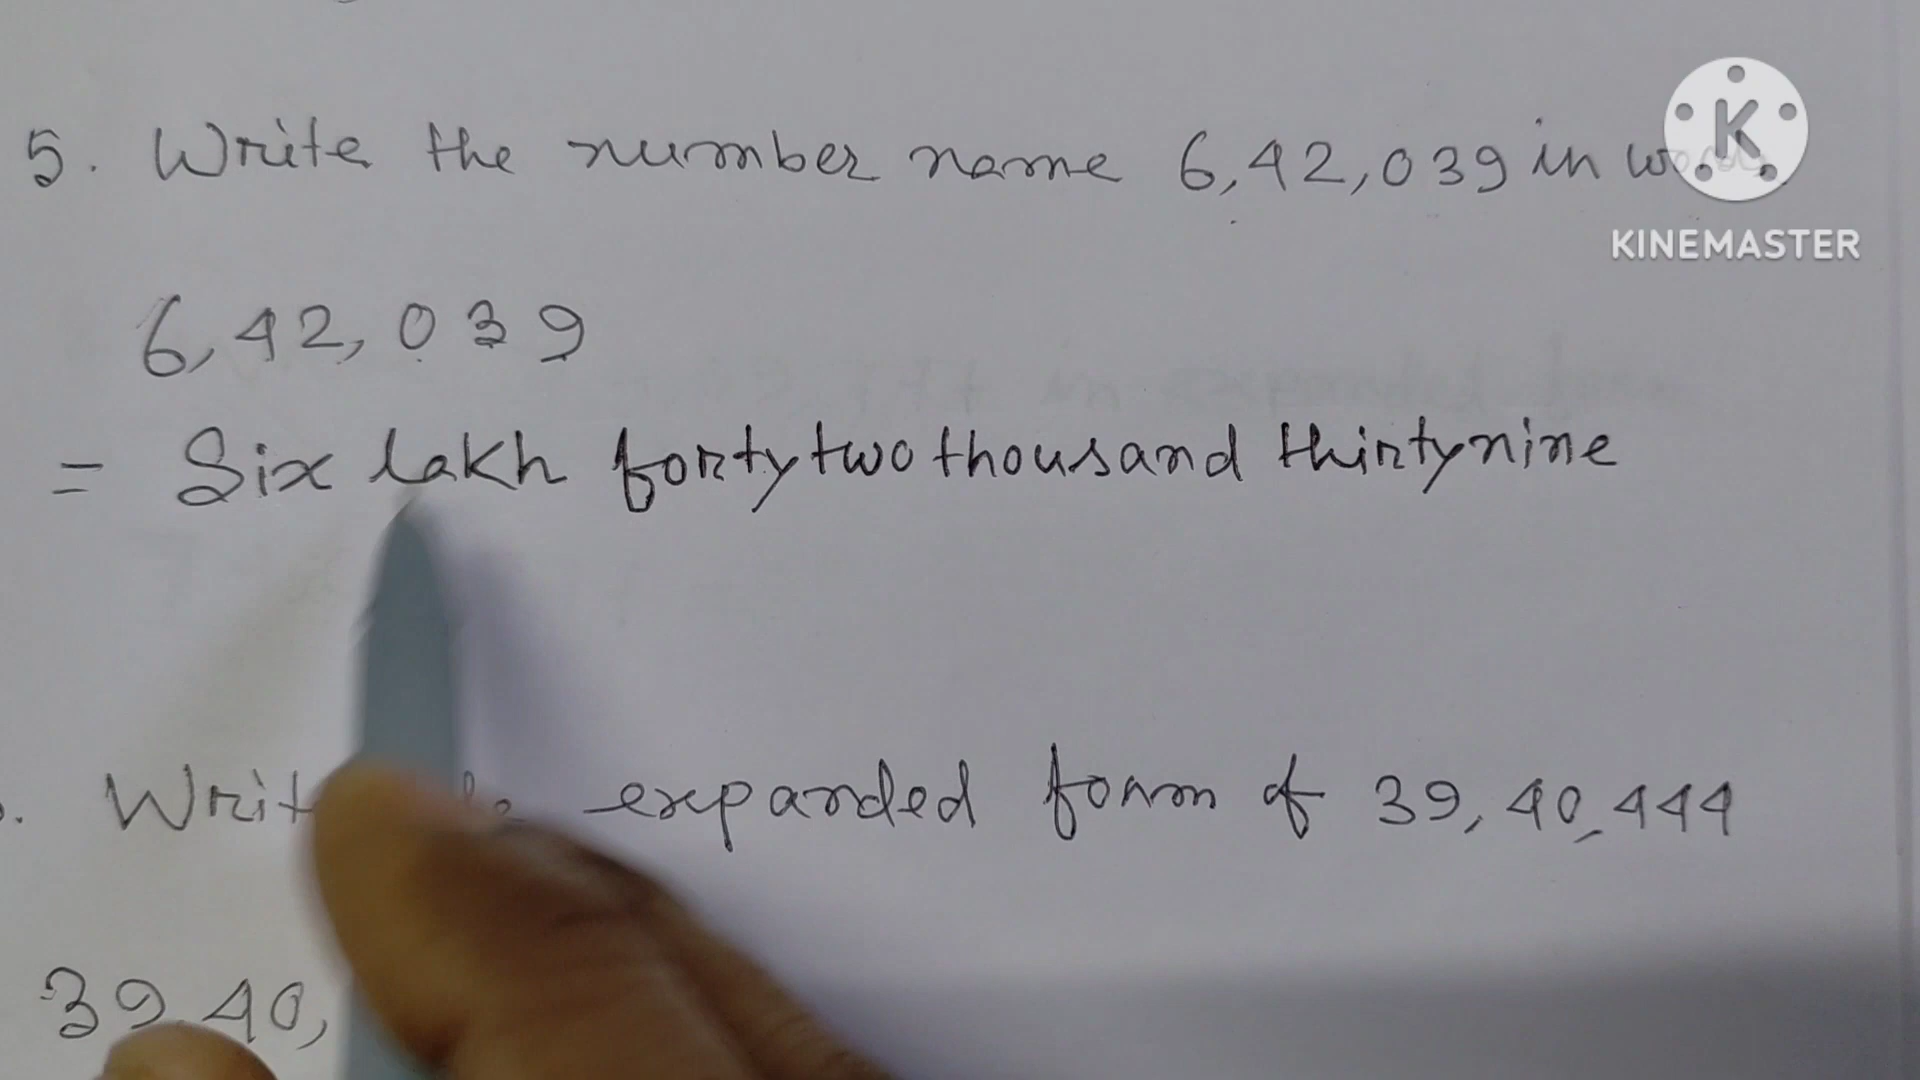 5. Write the number name 6,42,039 in
K
KINEMASTER
6,42,039
= Six lakh fortytwo thousand thirtynine
expanded form of 39,40,444
39 40,